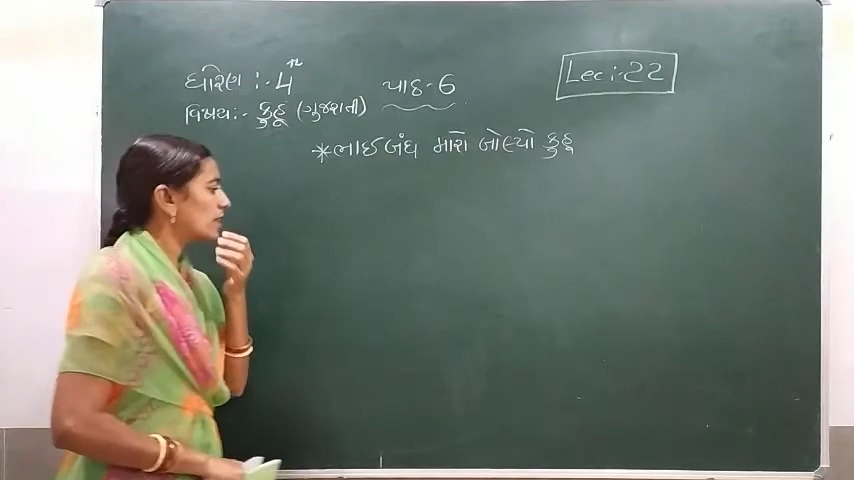 ધોરણ :- 4th
પાઠ - 6
Lec :- 22
વિષય:- કુહૂ (ગુજરાતી)
* ભાઈબંધ મારો બોલ્યો કુહૂ